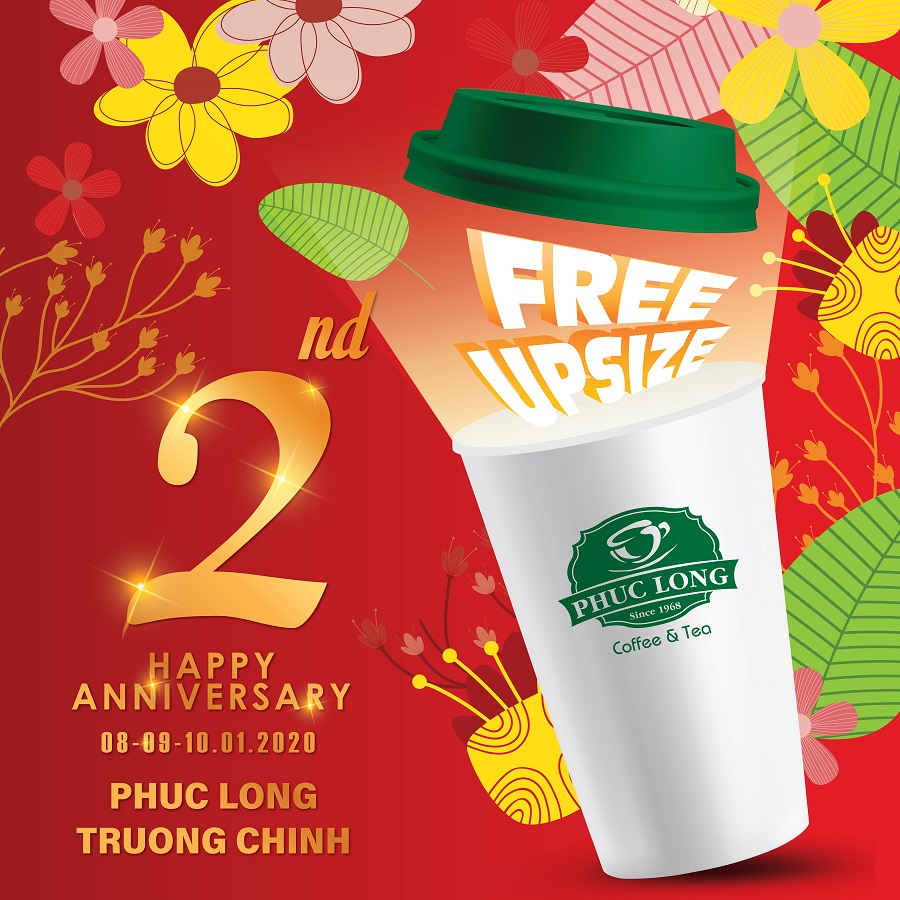 FREE
UPSIZE
2nd
HAPPY
ANNIVERSARY
08-09-10.01.2020
PHUC LONG
TRUONG CHINH
PHUC LONG
Since 1968
Coffee & Tea